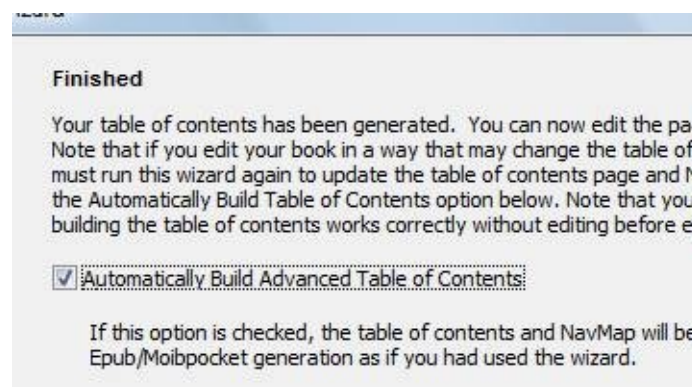 Finished
Your table of contents has been generated. You can now edit the pa
Note that if you edit your book in a way that may change the table of
must run this wizard again to update the table of contents page and N
the Automatically Build Table of Contents option below. Note that you
building the table of contents works correctly without editing before e
Automatically Build Advanced Table of Contents
If this option is checked, the table of contents and NavMap will be
Epub/Moibpocket generation as if you had used the wizard.